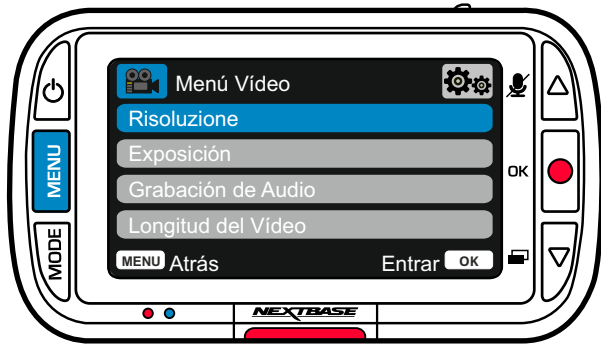 Menú Vídeo
Risoluzione
Exposición
Grabación de Audio
Longitud del Vídeo
MENU Atrás Entrar OK
MENU
MODE
OK
NEXTBASE